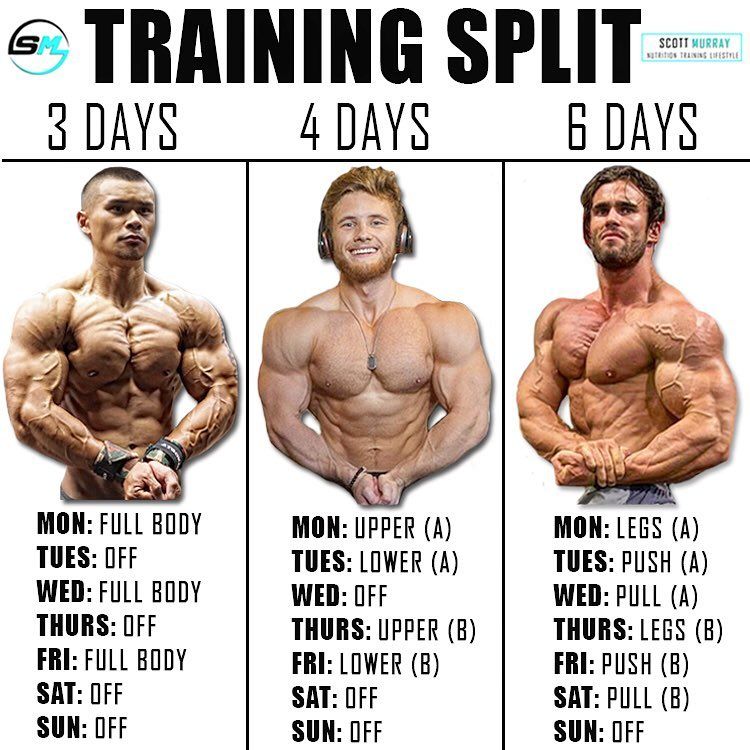 SM
TRAINING SPLIT
SCOTT MURRAY
NUTRITION TRAINING LIFESTYLE
3 DAYS
4 DAYS
6 DAYS
MON: FULL BODY
TUES: OFF
WED: FULL BODY
THURS: OFF
FRI: FULL BODY
SAT: OFF
SUN: OFF
MON: UPPER (A)
TUES: LOWER (A)
WED: OFF
THURS: UPPER (B)
FRI: LOWER (B)
SAT: OFF
SUN: OFF
MON: LEGS (A)
TUES: PUSH (A)
WED: PULL (A)
THURS: LEGS (B)
FRI: PUSH (B)
SAT: PULL (B)
SUN: OFF